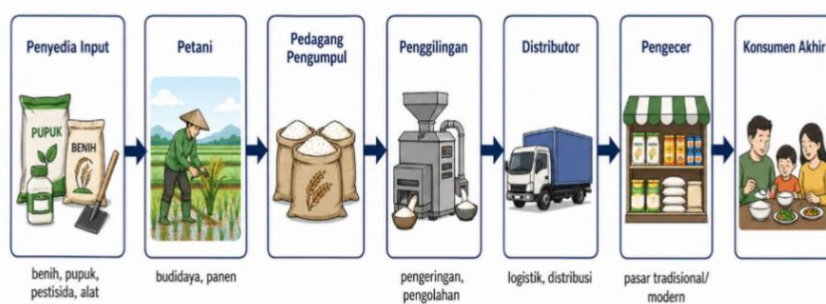 Penyedia Input
Petani
Pedagang
Pengumpul
Penggilingan
Distributor
Pengecer
Konsumen Akhir
PUPUK
BENIH
benih, pupuk,
pestisida, alat
budidaya, panen
pengeringan,
pengolahan
logistik, distribusi
pasar tradisional/
modern